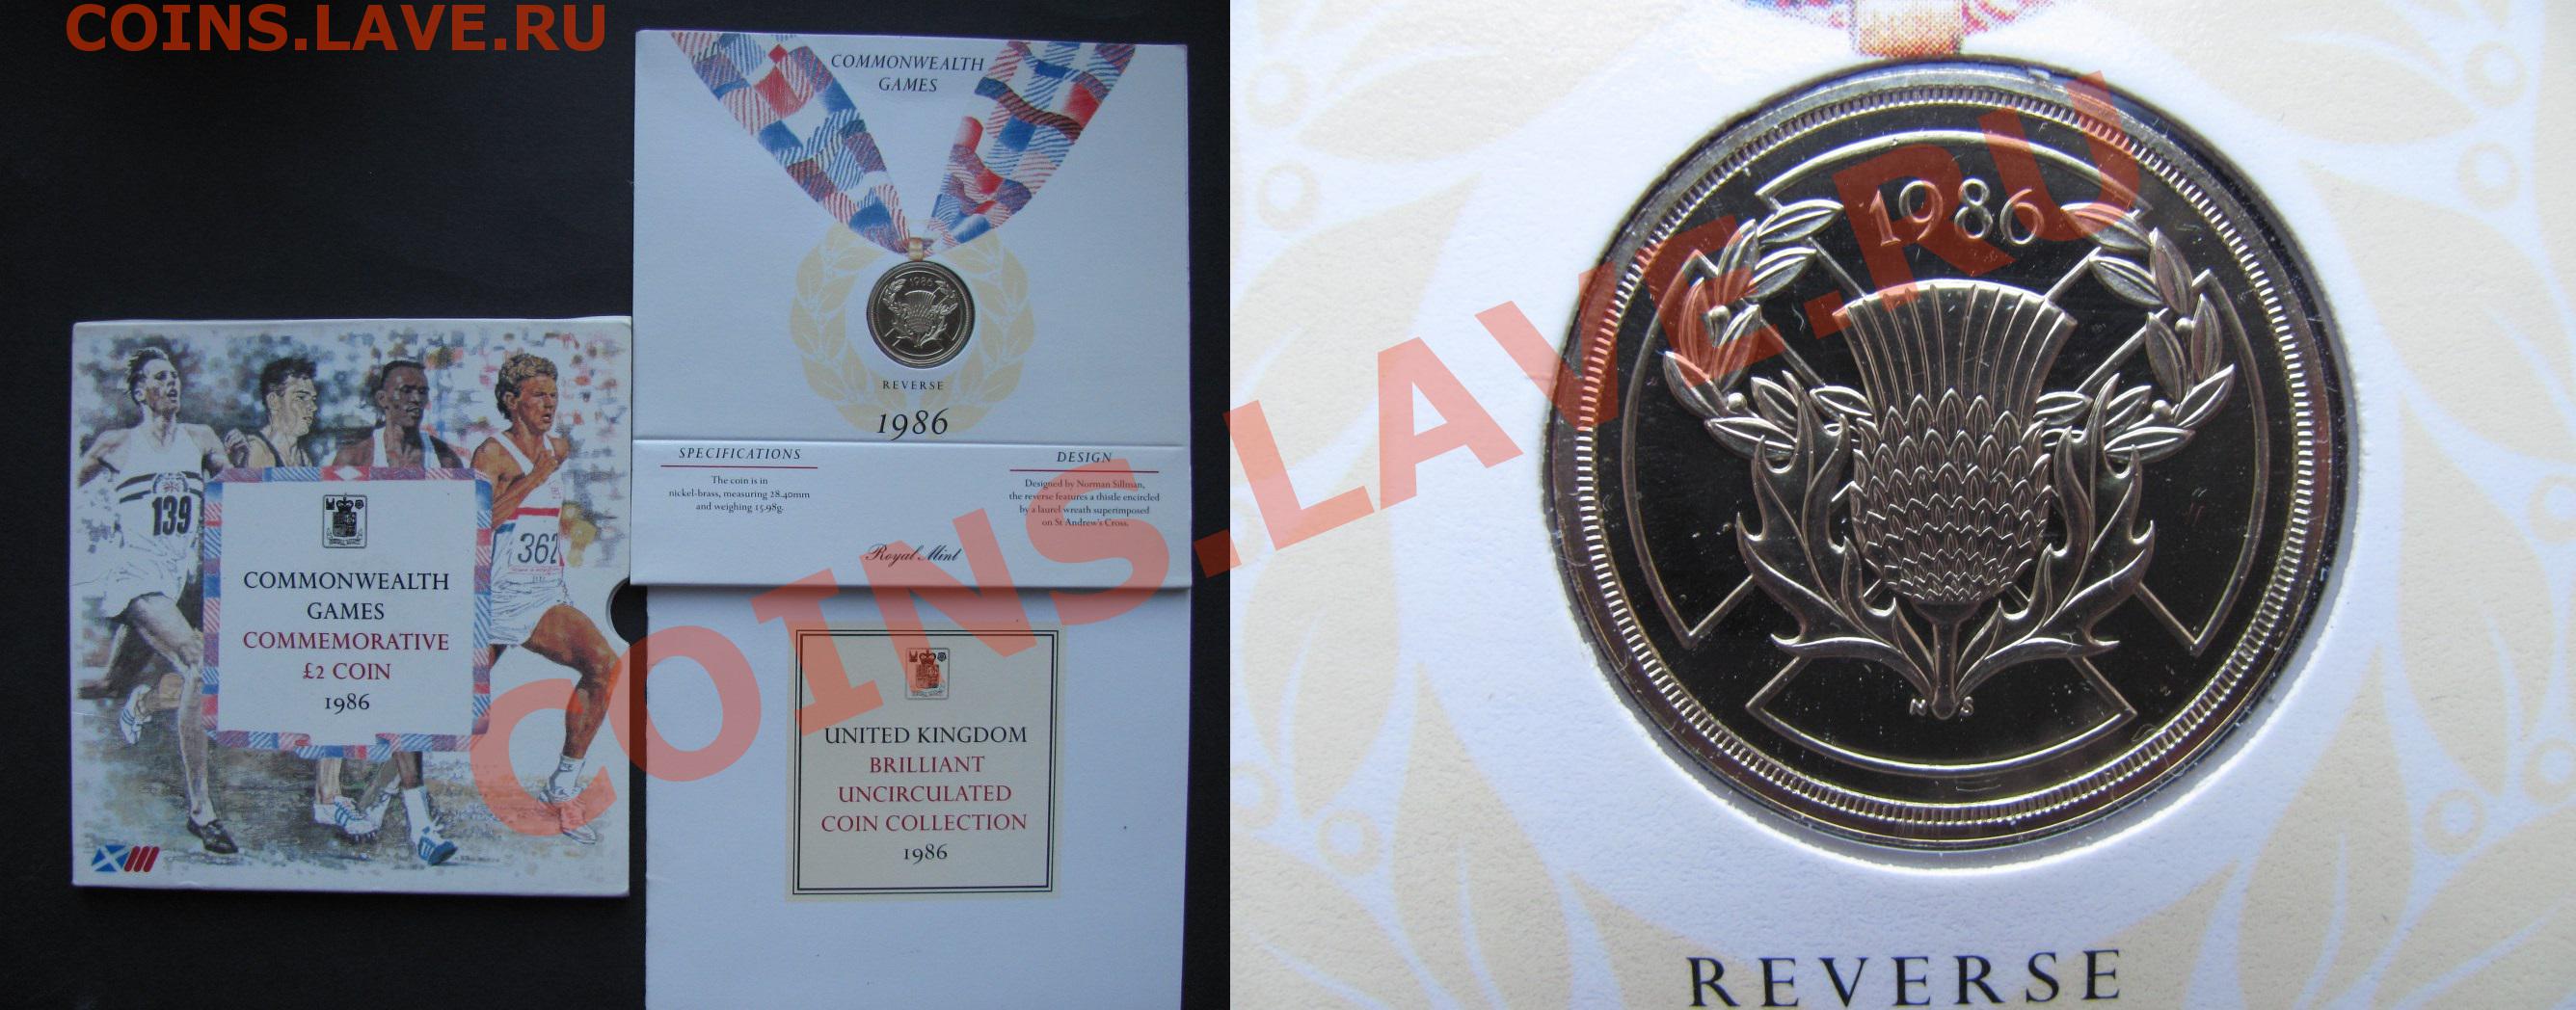 COINS.LAVE.RU
139
362
COMMONWEALTH
GAMES
COMMEMORATIVE
£2 COIN
1986
COMMONWEALTH
GAMES
1986
REVERSE
1986
SPECIFICATIONS
The coin is in
nickel-brass, measuring 28.40mm
and weighing 15.98g.
DESIGN
Designed by Norman Sillman,
the reverse features a thistle encircled
by a laurel wreath superimposed
on St Andrew's Cross.
Royal Mint
UNITED KINGDOM
BRILLIANT
UNCIRCULATED
COIN COLLECTION
1986
COINS.LAVE.RU
1986
N S
REVERSE